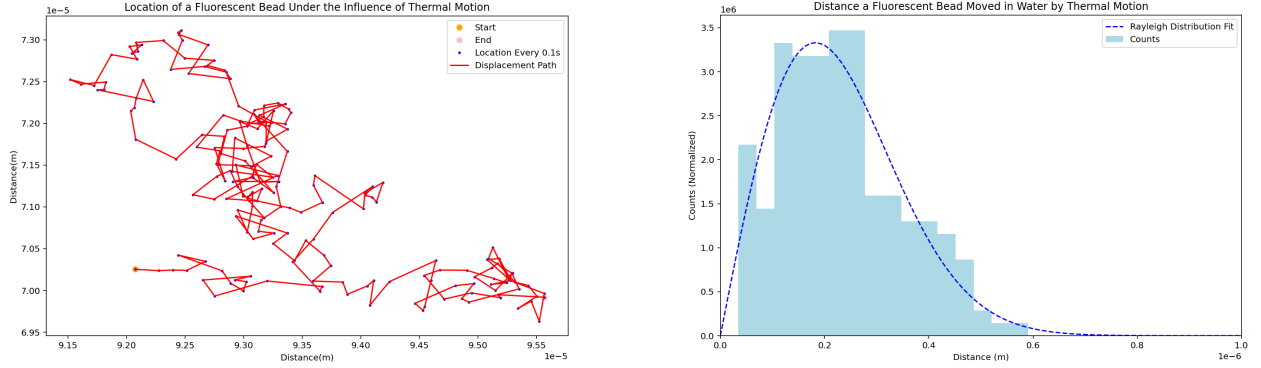 Location of a Fluorescent Bead Under the Influence of Thermal Motion
1e−5
7.30
7.25
7.20
7.15
7.10
7.05
7.00
6.95
Distance(m)
Start
End
Location Every 0.1s
Displacement Path
9.15
9.20
9.25
9.30
9.35
9.40
9.45
9.50
9.55
1e−5
Distance(m)
Distance a Fluorescent Bead Moved in Water by Thermal Motion
1e6
3.5
3.0
2.5
2.0
1.5
1.0
0.5
0.0
Counts (Normalized)
Rayleigh Distribution Fit
Counts
0.0
0.2
0.4
0.6
0.8
1.0
1e−6
Distance (m)